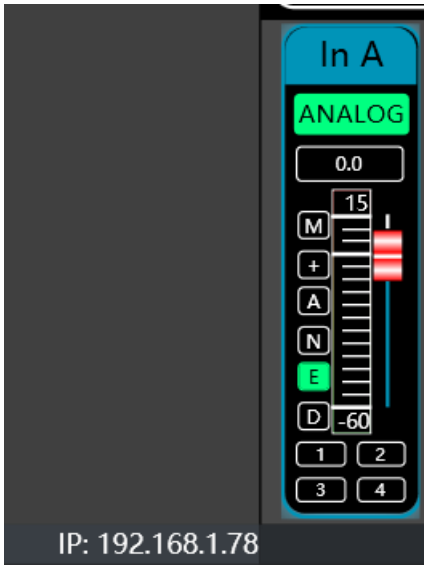 In A
ANALOG
0.0
15
M
+
A
N
E
D
-60
1 2
3 4
IP: 192.168.1.78